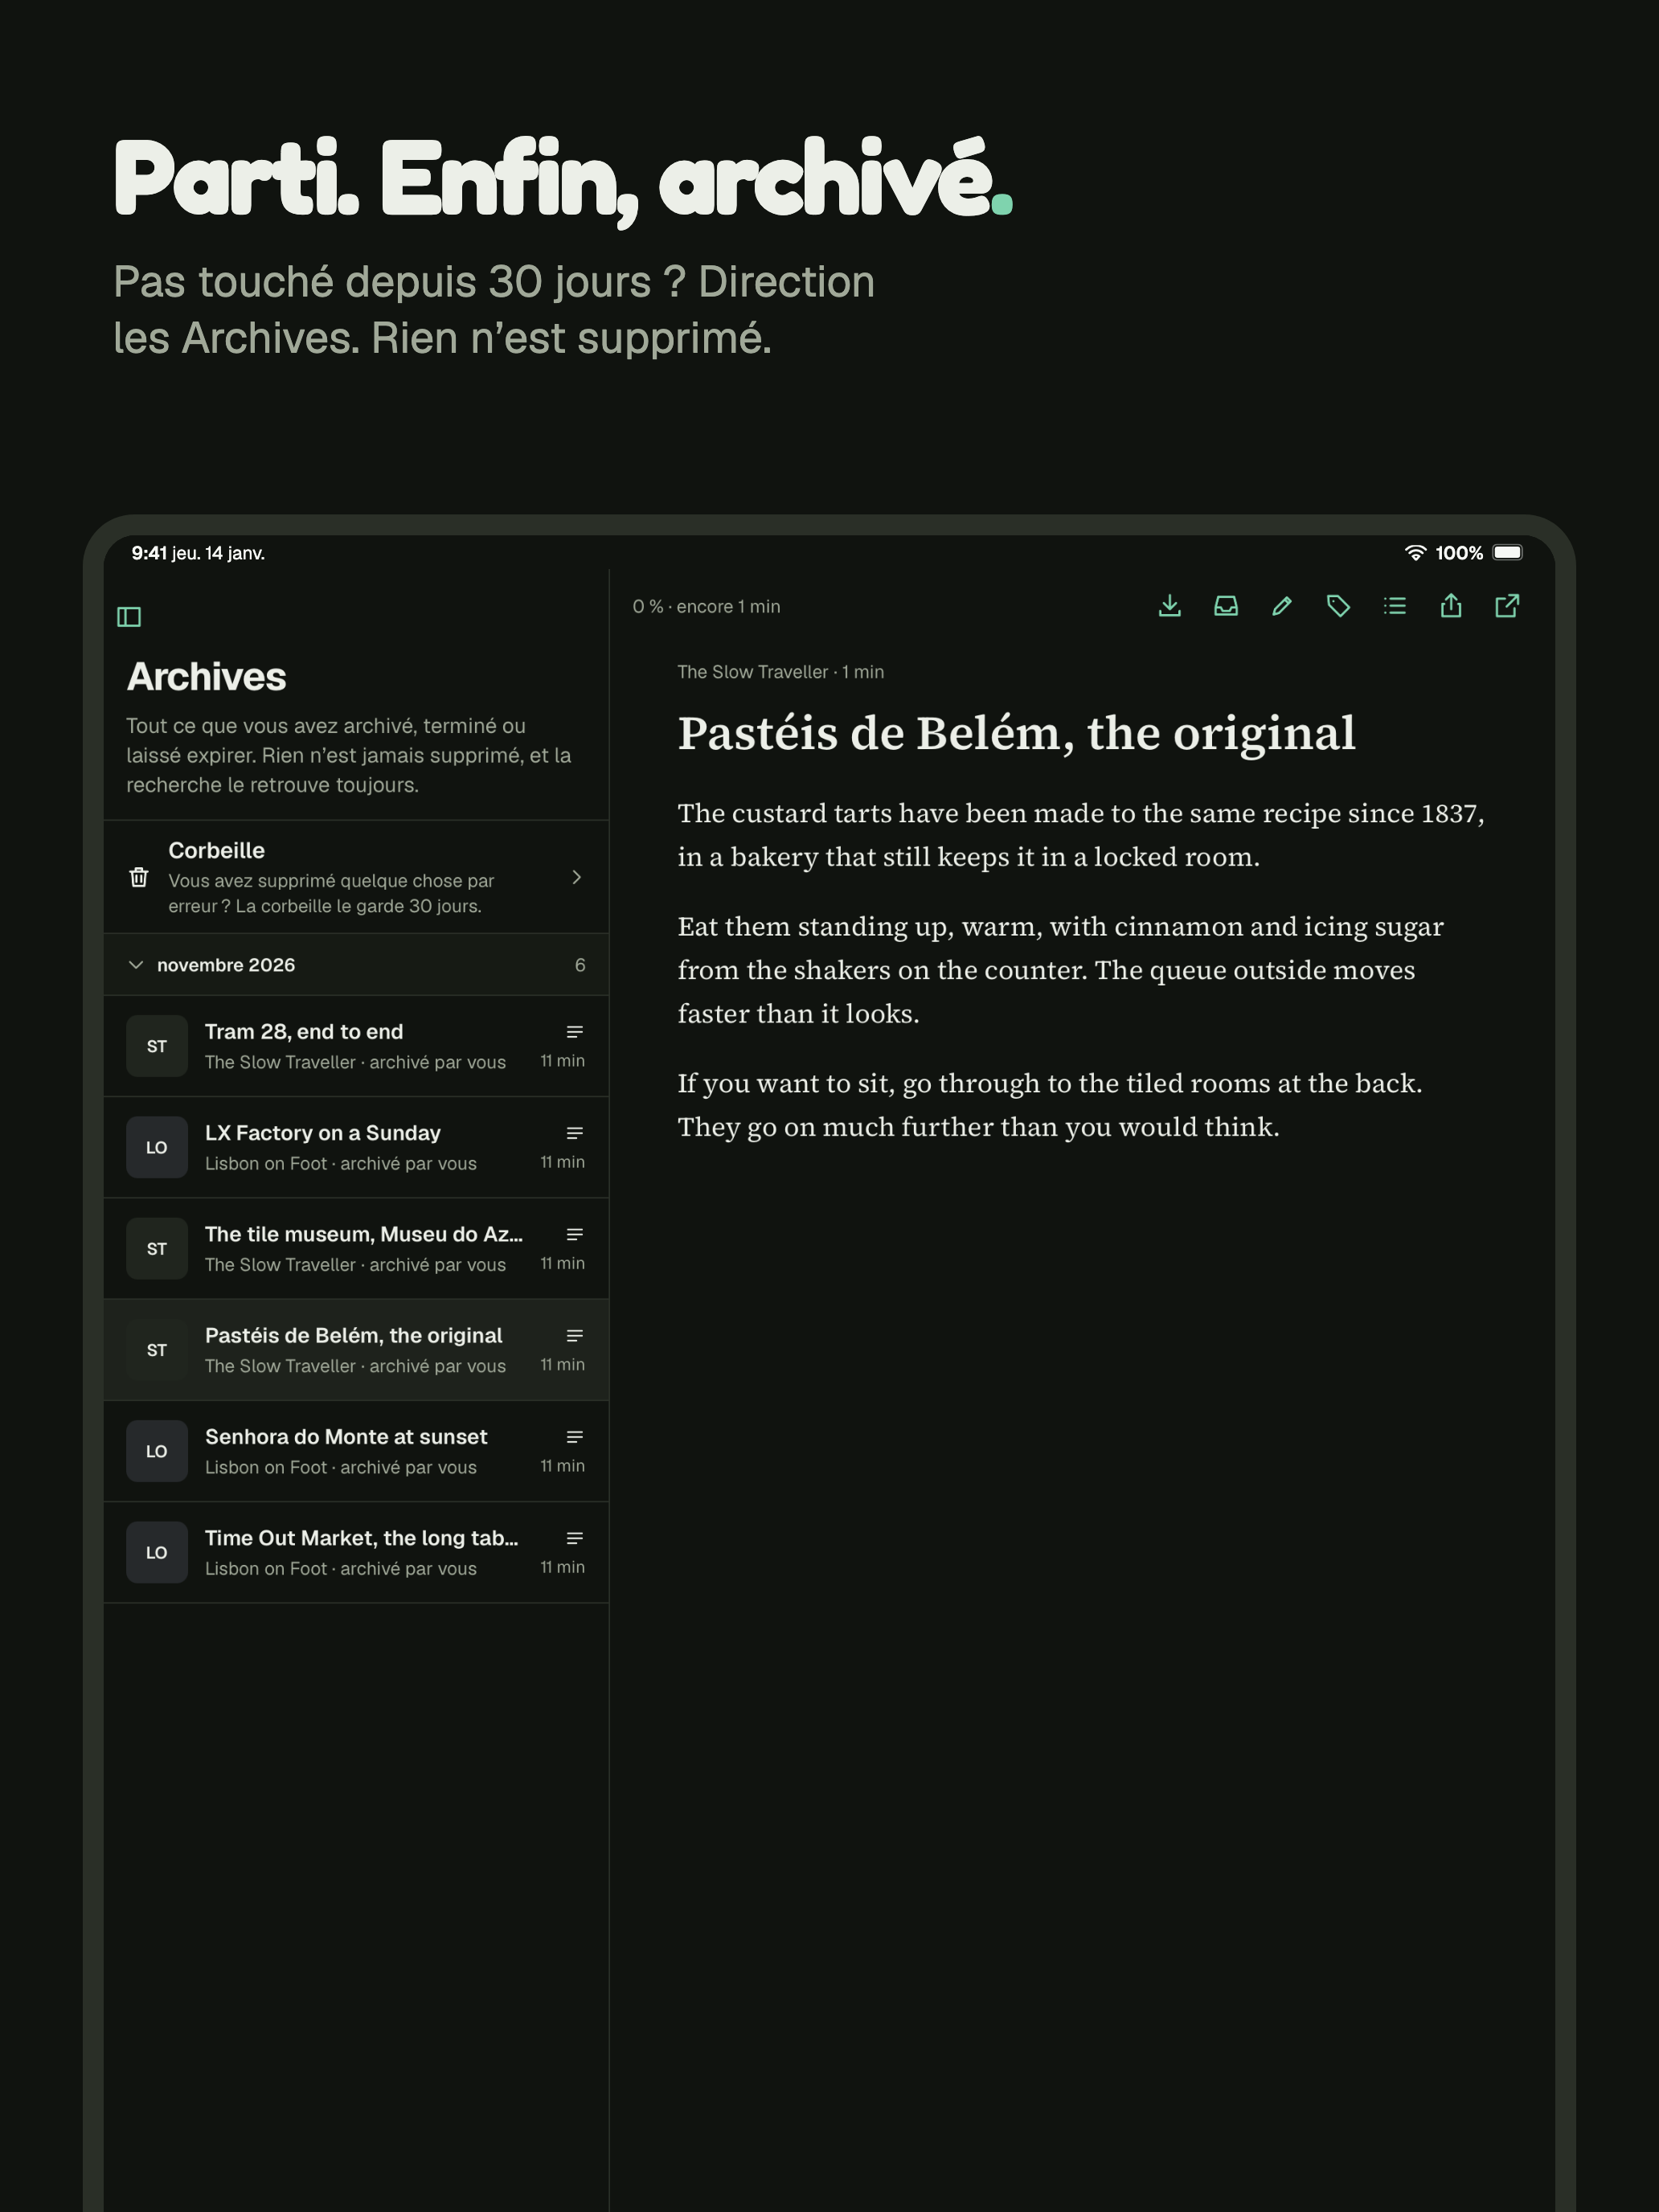 Parti. Enfin, archivé.
Pas touché depuis 30 jours ? Direction
les Archives. Rien n’est supprimé.
9:41 jeu. 14 janv.
100%
Archives
Tout ce que vous avez archivé, terminé ou
laissé expirer. Rien n’est jamais supprimé, et la
recherche le retrouve toujours.
Corbeille
Vous avez supprimé quelque chose par
erreur ? La corbeille le garde 30 jours.
novembre 2026 6
ST
Tram 28, end to end
The Slow Traveller · archivé par vous 11 min
LO
LX Factory on a Sunday
Lisbon on Foot · archivé par vous 11 min
ST
The tile museum, Museu do Az…
The Slow Traveller · archivé par vous 11 min
ST
Pastéis de Belém, the original
The Slow Traveller · archivé par vous 11 min
LO
Senhora do Monte at sunset
Lisbon on Foot · archivé par vous 11 min
LO
Time Out Market, the long tab…
Lisbon on Foot · archivé par vous 11 min
0 % · encore 1 min
The Slow Traveller · 1 min
Pastéis de Belém, the original
The custard tarts have been made to the same recipe since 1837,
in a bakery that still keeps it in a locked room.
Eat them standing up, warm, with cinnamon and icing sugar
from the shakers on the counter. The queue outside moves
faster than it looks.
If you want to sit, go through to the tiled rooms at the back.
They go on much further than you would think.